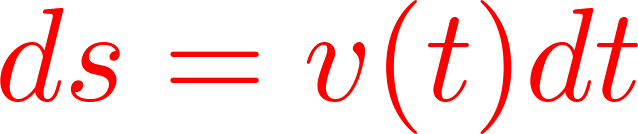 ds = v(t)dt